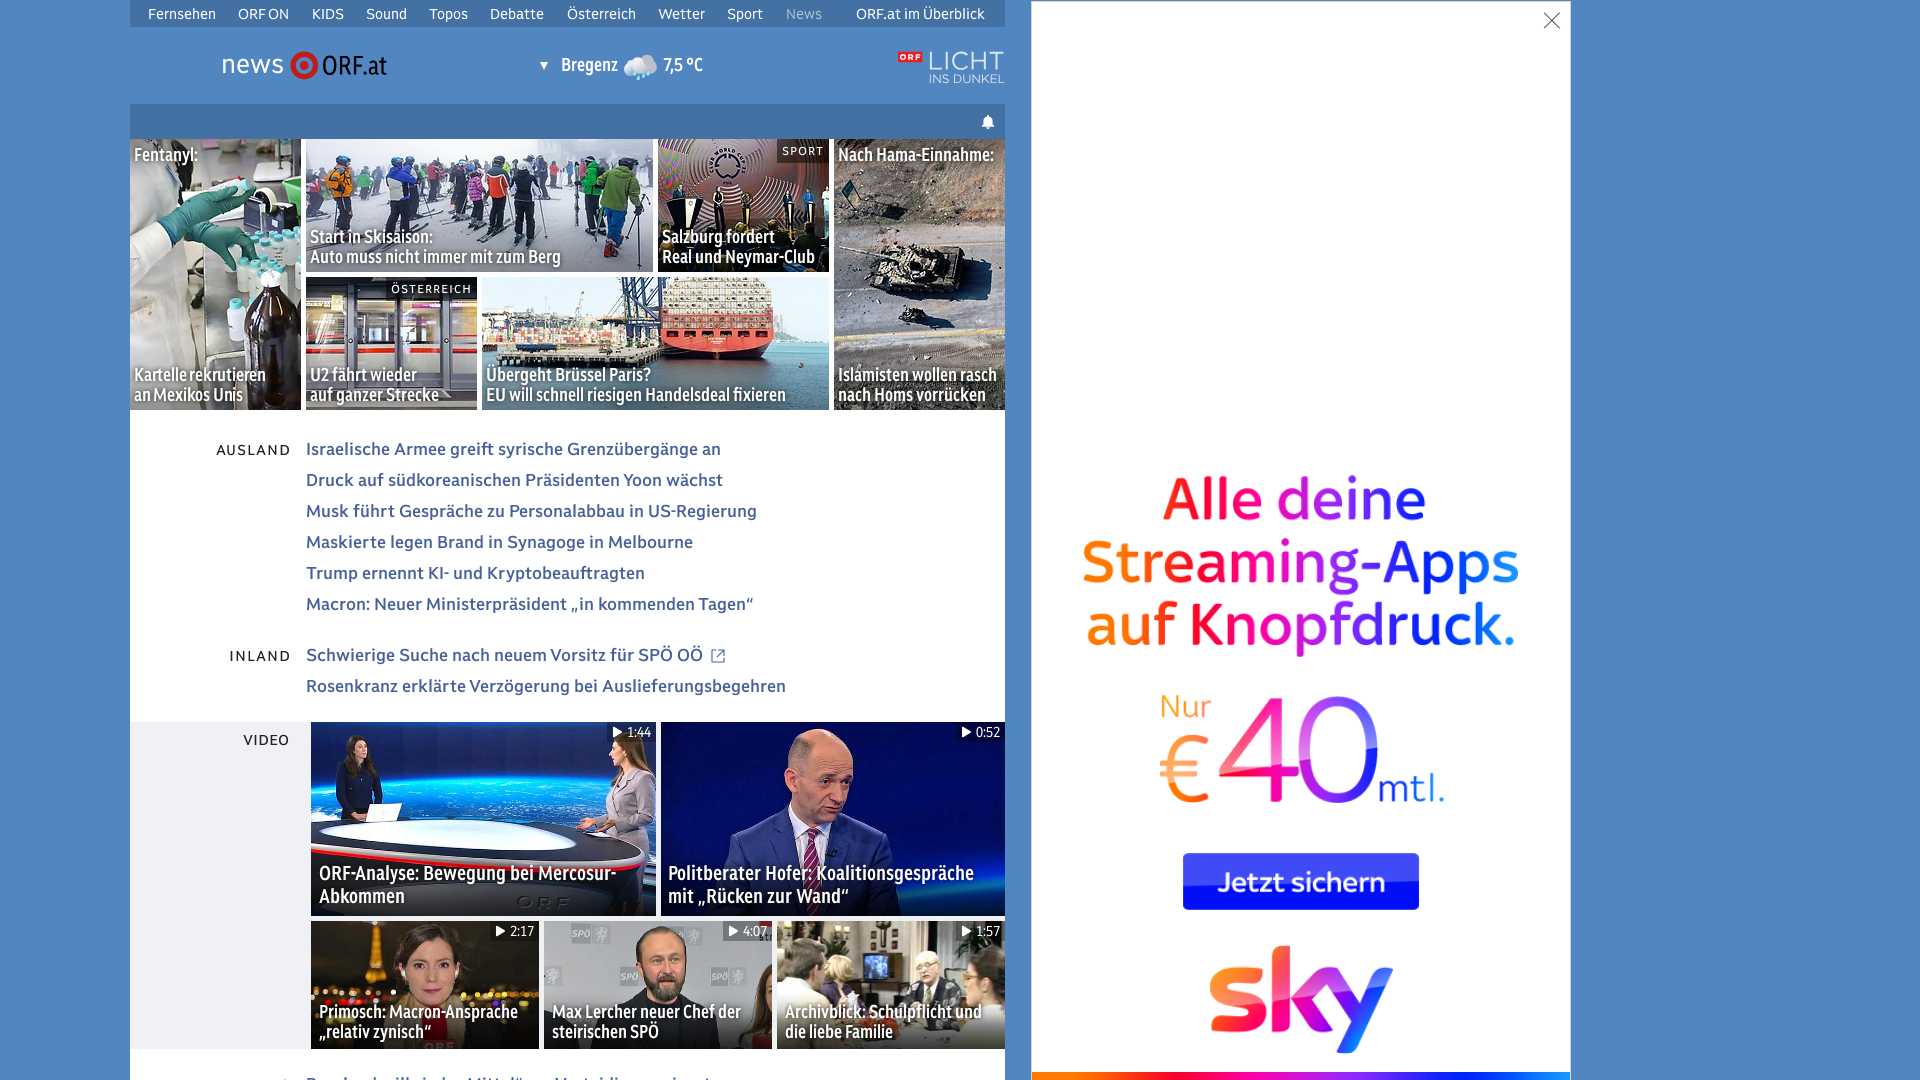 Fernsehen ORF ON KIDS Sound Topos Debatte Österreich Wetter Sport News ORF.at im Überblick
news ORF.at
Bregenz 7,5 °C
ORF LICHT
INS DUNKEL
Fentanyl:
Kartelle rekrutieren
an Mexikos Unis
Start in Skisaison:
Auto muss nicht immer mit zum Berg
SPORT
Salzburg fordert
Real und Neymar-Club
Nach Hama-Einnahme:
Islamisten wollen rasch
nach Homs vorrücken
ÖSTERREICH
U2 fährt wieder
auf ganzer Strecke
Übergeht Brüssel Paris?
EU will schnell riesigen Handelsdeal fixieren
AUSLAND
Israelische Armee greift syrische Grenzübergänge an
Druck auf südkoreanischen Präsidenten Yoon wächst
Musk führt Gespräche zu Personalabbau in US-Regierung
Maskierte legen Brand in Synagoge in Melbourne
Trump ernennt KI- und Kryptobeauftragten
Macron: Neuer Ministerpräsident „in kommenden Tagen“
INLAND
Schwierige Suche nach neuem Vorsitz für SPÖ OÖ
Rosenkranz erklärte Verzögerung bei Auslieferungsbegehren
VIDEO
1:44
ORF-Analyse: Bewegung bei Mercosur-
Abkommen
0:52
Politberater Hofer: Koalitionsgespräche
mit „Rücken zur Wand“
2:17
Primosch: Macron-Ansprache
„relativ zynisch“
4:07
Max Lercher neuer Chef der
steirischen SPÖ
1:57
Archivblick: Schulpflicht und
die liebe Familie
Alle deine
Streaming-Apps
auf Knopfdruck.
Nur
€40 mtl.
Jetzt sichern
sky